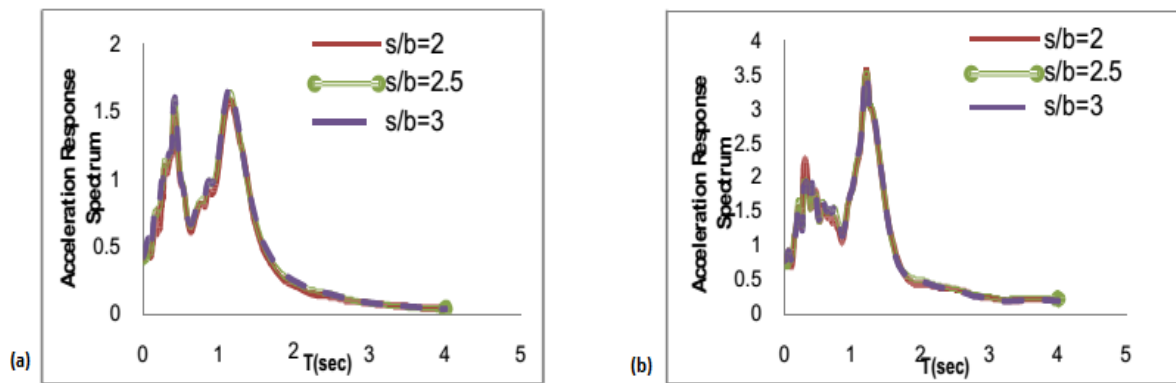 2
1.5
1
0.5
0
0
1
2
3
4
5
Acceleration Response
Spectrum
T(sec)
s/b=2
s/b=2.5
s/b=3
(a)
4
3.5
3
2.5
2
1.5
1
0.5
0
0
1
2
3
4
5
Acceleration Response
Spectrum
T(sec)
s/b=2
s/b=2.5
s/b=3
(b)